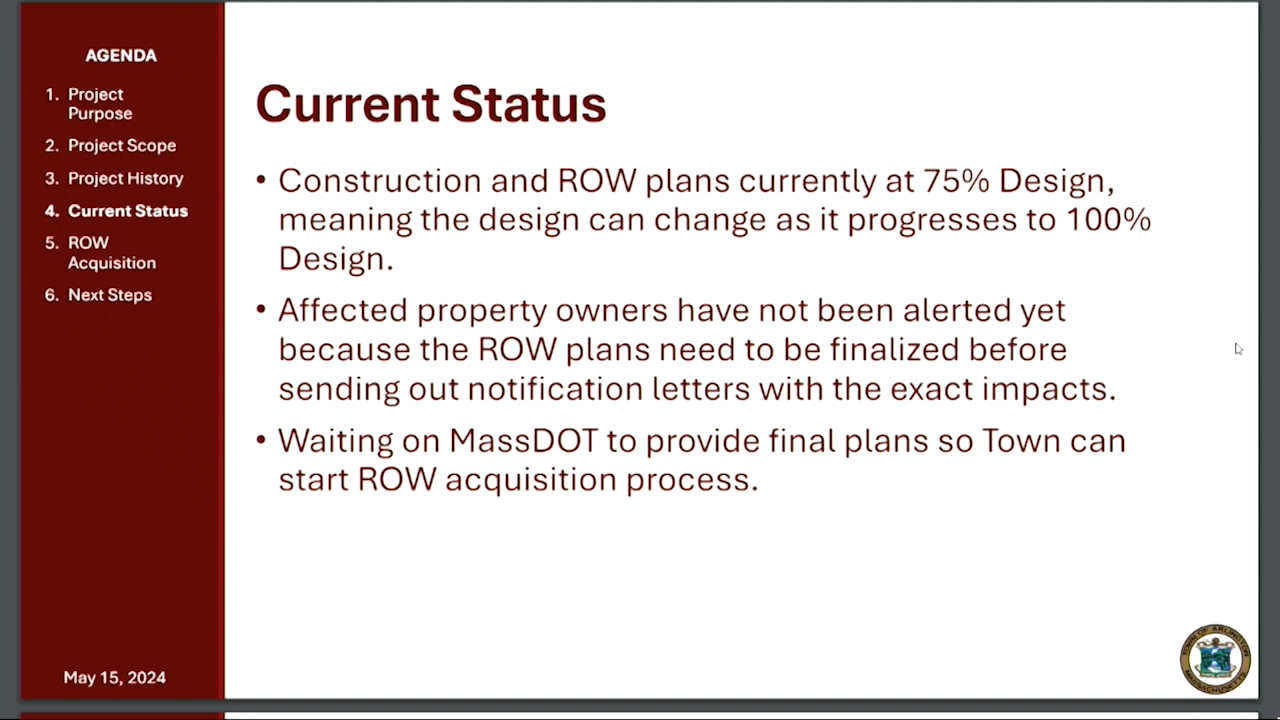 AGENDA
1. Project
Purpose
2. Project Scope
3. Project History
4. Current Status
5. ROW
Acquisition
6. Next Steps
May 15, 2024
Current Status
• Construction and ROW plans currently at 75% Design,
meaning the design can change as it progresses to 100%
Design.
• Affected property owners have not been alerted yet
because the ROW plans need to be finalized before
sending out notification letters with the exact impacts.
• Waiting on MassDOT to provide final plans so Town can
start ROW acquisition process.
TOWN OF ARLINGTON
MASSACHUSETTS